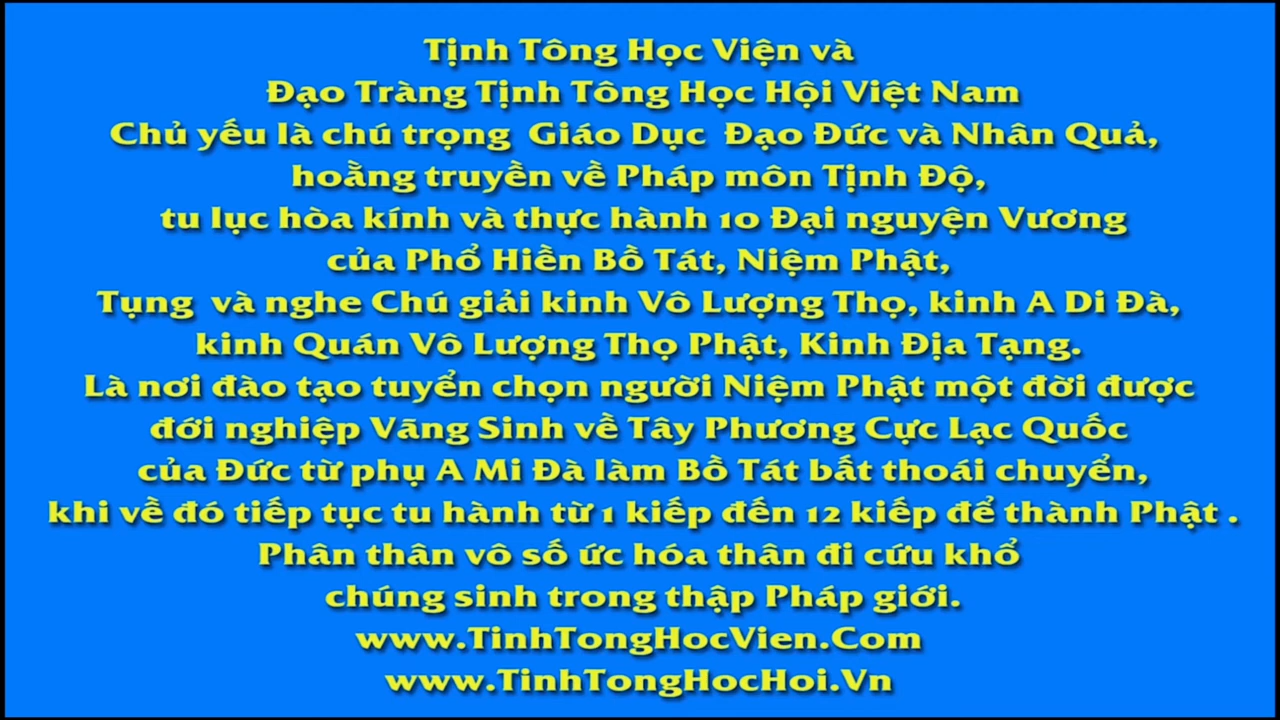 Tịnh Tông Học Viện và
Đạo Tràng Tịnh Tông Học Hội Việt Nam
Chủ yếu là chú trọng Giáo Dục Đạo Đức và Nhân Quả,
hoằng truyền về Pháp môn Tịnh Độ,
tu lục hòa kính và thực hành 10 Đại nguyện Vương
của Phổ Hiền Bồ Tát, Niệm Phật,
Tụng và nghe Chú giải kinh Vô Lượng Thọ, kinh A Di Đà,
kinh Quán Vô Lượng Thọ Phật, Kinh Địa Tạng.
Là nơi đào tạo tuyển chọn người Niệm Phật một đời được
đới nghiệp Vãng Sinh về Tây Phương Cực Lạc Quốc
của Đức từ phụ A Mi Đà làm Bồ Tát bất thoái chuyển,
khi về đó tiếp tục tu hành từ 1 kiếp đến 12 kiếp để thành Phật .
Phân thân vô số ức hóa thân đi cứu khổ
chúng sinh trong thập Pháp giới.
www.TinhTongHocVien.Com
www.TinhTongHocHoi.Vn